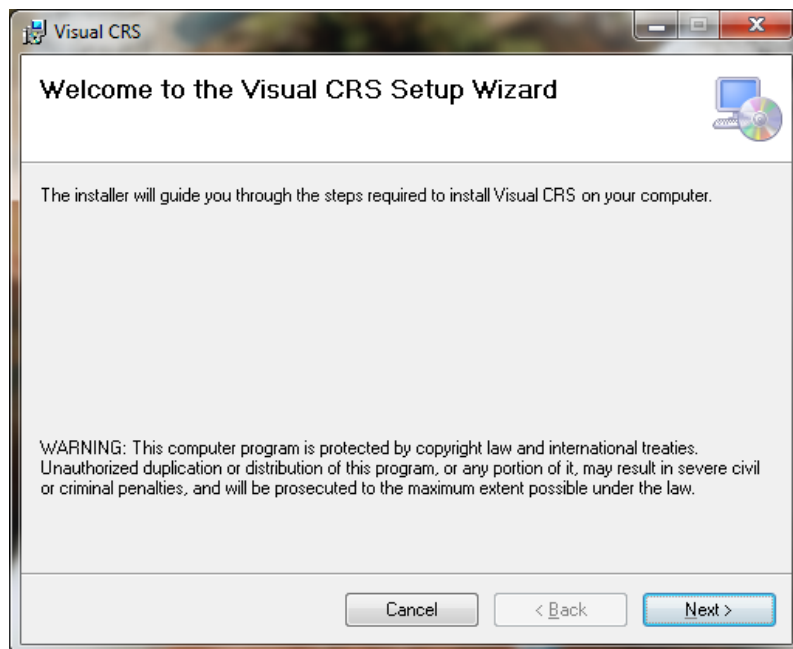 Visual CRS
Welcome to the Visual CRS Setup Wizard
The installer will guide you through the steps required to install Visual CRS on your computer.
WARNING: This computer program is protected by copyright law and international treaties.
Unauthorized duplication or distribution of this program, or any portion of it, may result in severe civil
or criminal penalties, and will be prosecuted to the maximum extent possible under the law.
Cancel
< Back
Next >